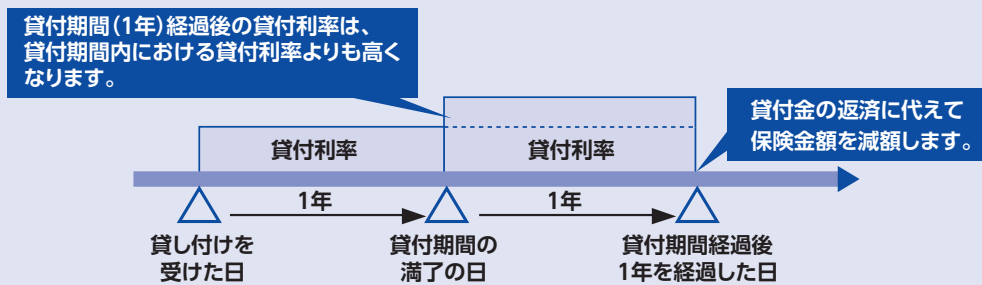 貸付期間(1年)経過後の貸付利率は、
貸付期間内における貸付利率よりも高く
なります。
貸付金の返済に代えて
保険金額を減額します。
貸付利率
貸付利率
1年
1年
貸し付けを
受けた日
貸付期間の
満了の日
貸付期間経過後
1年を経過した日